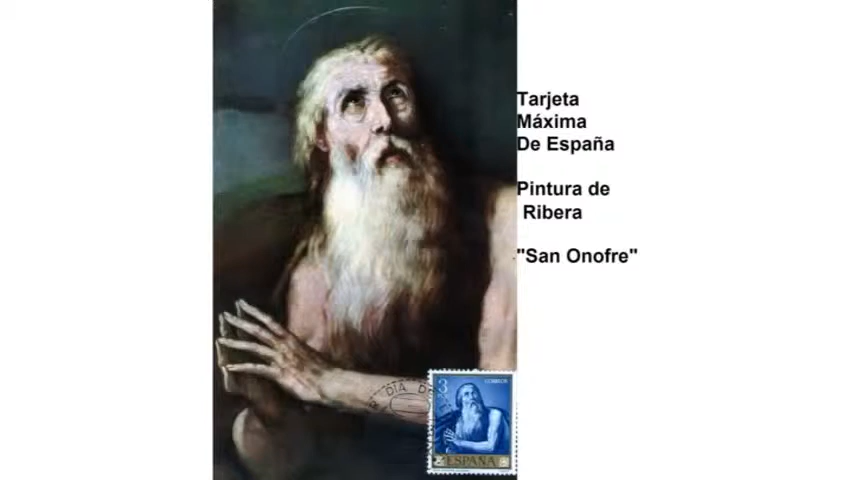 Tarjeta
Máxima
De España
Pintura de
Ribera
"San Onofre"
DIA D
3
CORREOS
ESPAÑA